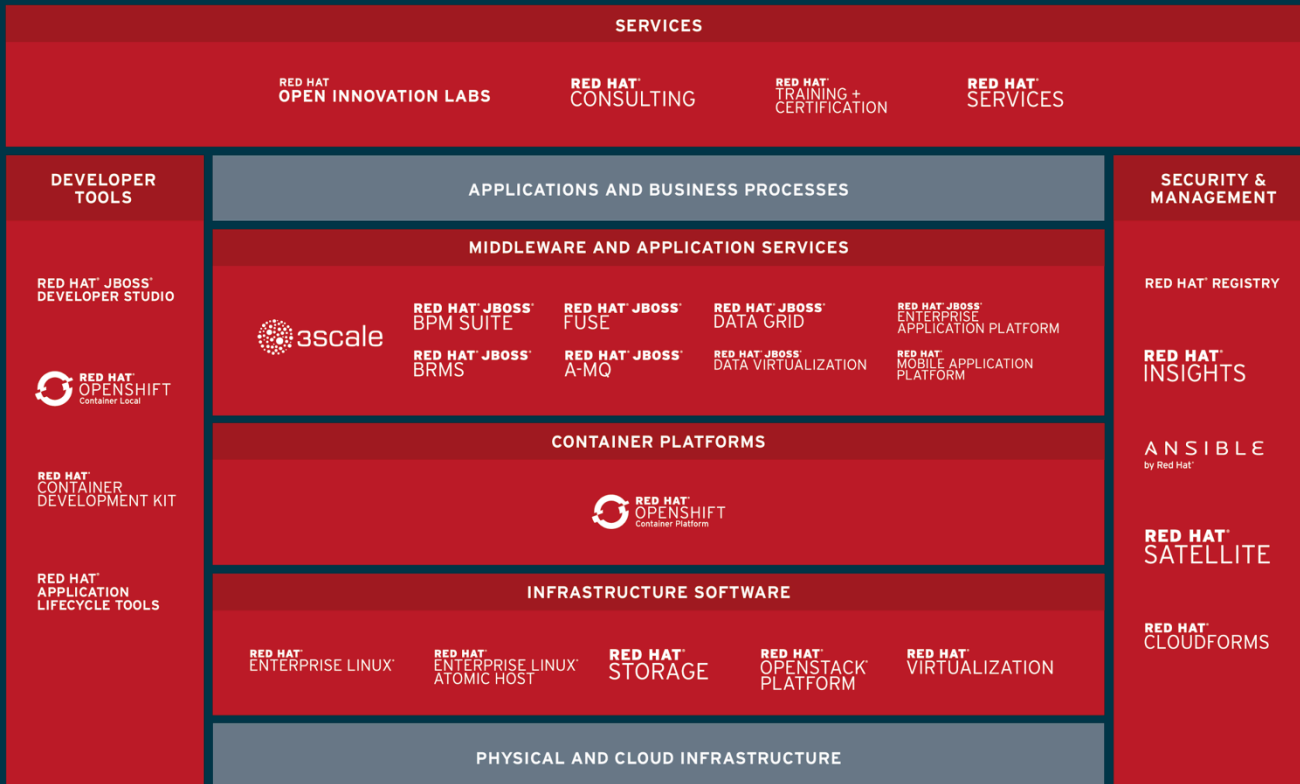 SERVICES
RED HAT
OPEN INNOVATION LABS
RED HAT®
CONSULTING
RED HAT®
TRAINING +
CERTIFICATION
RED HAT®
SERVICES
DEVELOPER
TOOLS
RED HAT® JBOSS®
DEVELOPER STUDIO
RED HAT®
OPENSHIFT
Container Local
RED HAT®
CONTAINER
DEVELOPMENT KIT
RED HAT®
APPLICATION
LIFECYCLE TOOLS
APPLICATIONS AND BUSINESS PROCESSES
MIDDLEWARE AND APPLICATION SERVICES
3scale
RED HAT® JBOSS®
BPM SUITE
RED HAT® JBOSS®
FUSE
RED HAT® JBOSS®
DATA GRID
RED HAT® JBOSS®
ENTERPRISE
APPLICATION PLATFORM
RED HAT® JBOSS®
BRMS
RED HAT® JBOSS®
A-MQ
RED HAT® JBOSS®
DATA VIRTUALIZATION
RED HAT®
MOBILE APPLICATION
PLATFORM
CONTAINER PLATFORMS
RED HAT®
OPENSHIFT
Container Platform
INFRASTRUCTURE SOFTWARE
RED HAT®
ENTERPRISE LINUX®
RED HAT®
ENTERPRISE LINUX®
ATOMIC HOST
RED HAT®
STORAGE
RED HAT®
OPENSTACK®
PLATFORM
RED HAT®
VIRTUALIZATION
PHYSICAL AND CLOUD INFRASTRUCTURE
SECURITY &
MANAGEMENT
RED HAT® REGISTRY
RED HAT®
INSIGHTS
ANSIBLE
by Red Hat®
RED HAT®
SATELLITE
RED HAT®
CLOUDFORMS